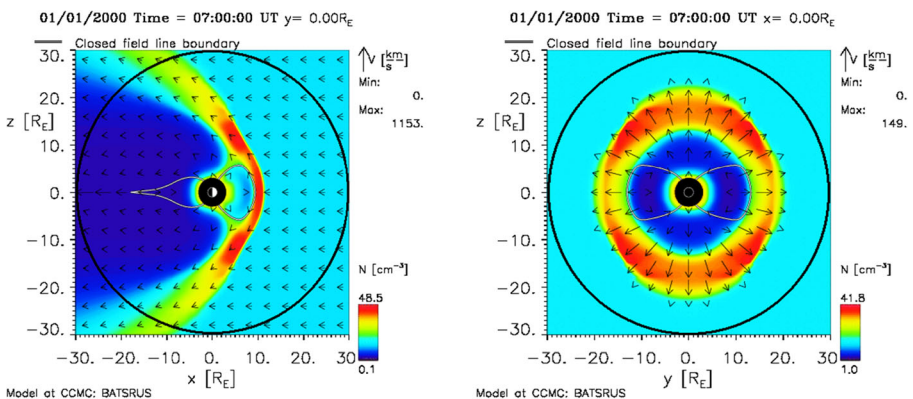 01/01/2000 Time = 07:00:00 UT y= 0.00R_E
Closed field line boundary
30.
20.
10.
0.
-10.
-20.
-30.
z [R_E]
-30. -20. -10. 0. 10. 20. 30
x [R_E]
V [km/s]
Min:
0.
Max:
1153.
N [cm⁻³]
48.5
0.1
Model at CCMC: BATSRUS
01/01/2000 Time = 07:00:00 UT x= 0.00R_E
Closed field line boundary
30.
20.
10.
0.
-10.
-20.
-30.
z [R_E]
-30. -20. -10. 0. 10. 20. 30
y [R_E]
V [km/s]
Min:
0.
Max:
149.
N [cm⁻³]
41.8
1.0
Model at CCMC: BATSRUS